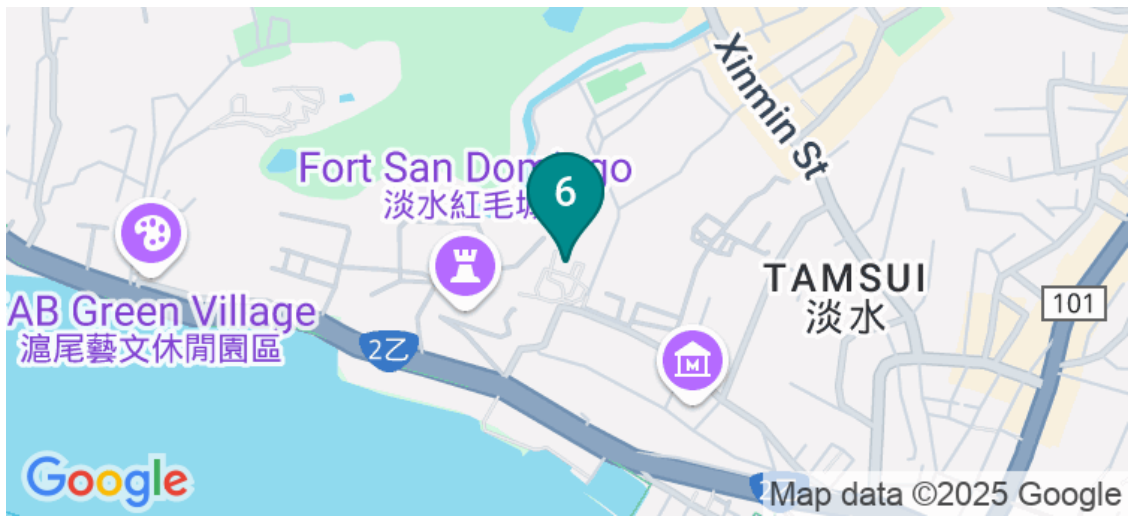 Xinmin St
Fort San Domingo
淡水紅毛城
6
TAMSUI
淡水
101
AB Green Village
滬尾藝文休閒園區
2乙
M
Google
Map data ©2025 Google